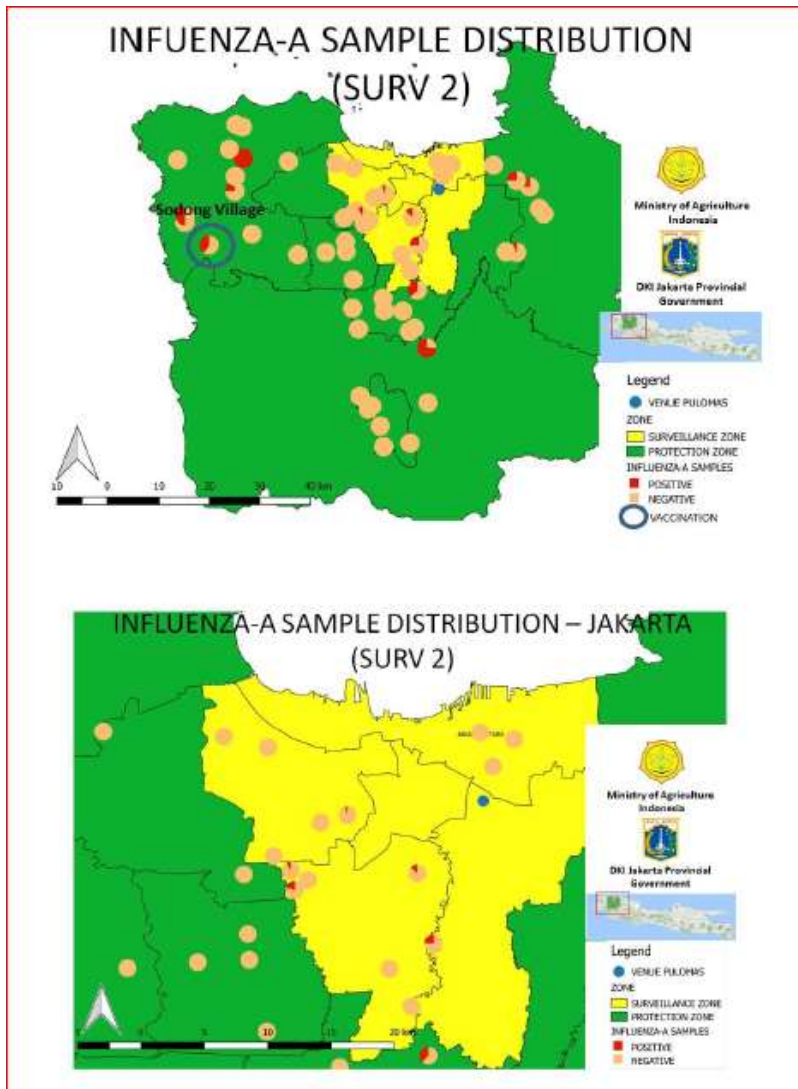 INFUENZA-A SAMPLE DISTRIBUTION
(SURV 2)
Sodong Village
Ministry of Agriculture
Indonesia
DKI Jakarta Provincial
Government
Legend
VENUE PULOMAS
ZONE
SURVEILLANCE ZONE
PROTECTION ZONE
INFLUENZA-A SAMPLES
POSITIVE
NEGATIVE
VACCINATION
10 0 10 20 30 40 km
INFLUENZA-A SAMPLE DISTRIBUTION – JAKARTA
(SURV 2)
Ministry of Agriculture
Indonesia
DKI Jakarta Provincial
Government
Legend
VENUE PULOMAS
ZONE
SURVEILLANCE ZONE
PROTECTION ZONE
INFLUENZA-A SAMPLES
POSITIVE
NEGATIVE
0 5 10 15 20 km